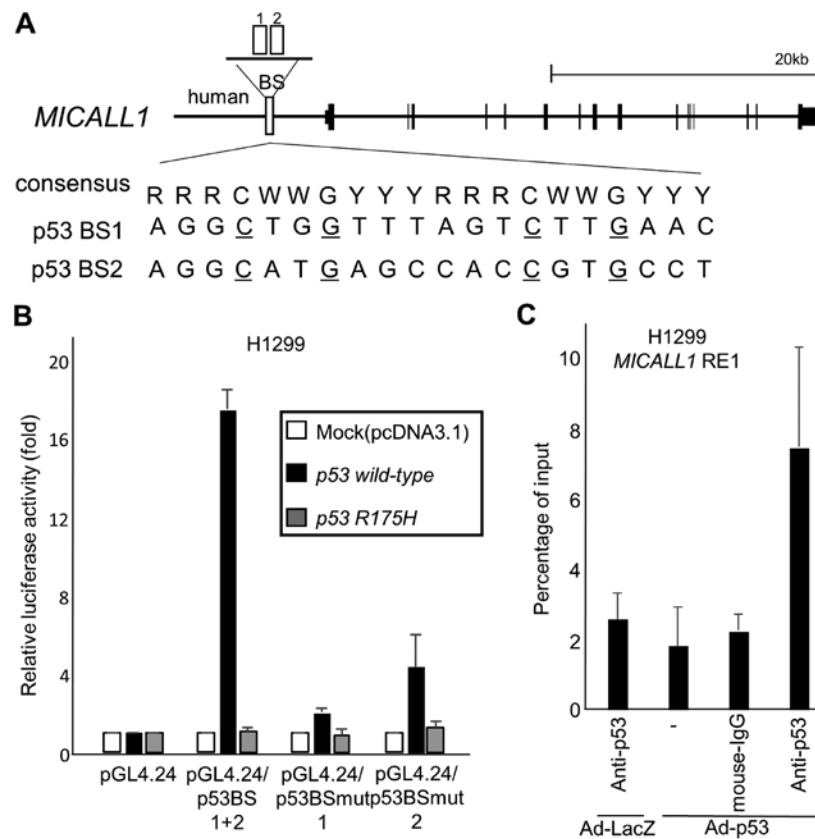 A
1 2
BS
human
20kb
MICALL1
consensus R R R C W W G Y Y Y R R R C W W G Y Y Y
p53 BS1 A G G C T G G T T T A G T C T T G A A C
p53 BS2 A G G C A T G A G C C A C C G T G C C T
B
H1299
Relative luciferase activity (fold)
20
16
12
8
4
0
Mock(pcDNA3.1)
p53 wild-type
p53 R175H
pGL4.24 pGL4.24/ pGL4.24/ pGL4.24/
p53BS p53BSmut p53BSmut
1+2 1 2
C
H1299
MICALL1 RE1
Percentage of input
10
8
6
4
2
0
Anti-p53 - mouse-IgG Anti-p53
Ad-LacZ Ad-p53